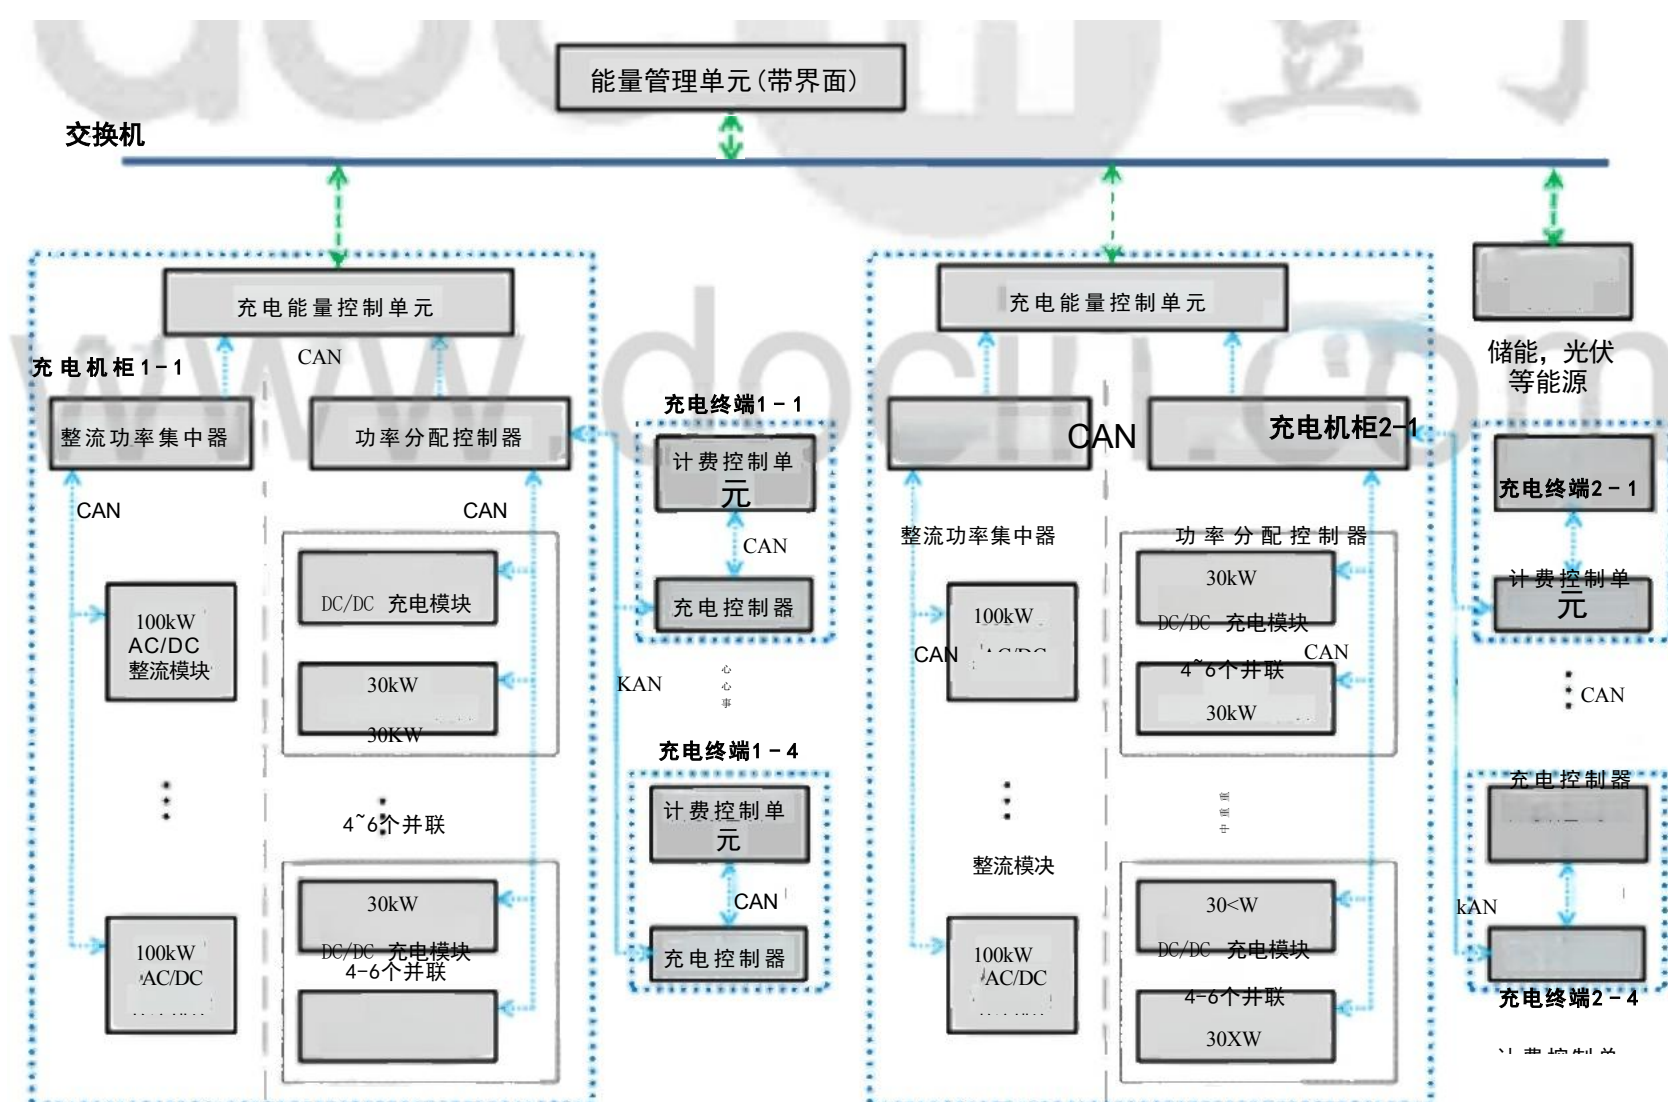 能量管理单元(带界面)
交换机
充电能量控制单元
充电能量控制单元
CAN
充电机柜1-1
储能，光伏
等能源
整流功率集中器
功率分配控制器
充电终端1-1
计费控制单
元
CAN
充电机柜2-1
充电终端2-1
CAN
CAN
CAN
整流功率集中器
功率分配控制器
DC/DC 充电模块
充电控制器
30kW
DC/DC 充电模块
计费控制单
元
100kW
AC/DC
整流模块
100kW
CAN
CAN
4~6个并联
30kW
30KW
KAN
心
心
事
30kW
CAN
充电终端1-4
4~6个并联
计费控制单
元
重
重
中
充电控制器
整流模决
30kW
DC/DC 充电模块
4-6个并联
CAN
充电控制器
30<W
DC/DC 充电模块
4-6个并联
30XW
kAN
100kW
AC/DC
100kW
AC/DC
充电终端2-4
www.docin.com